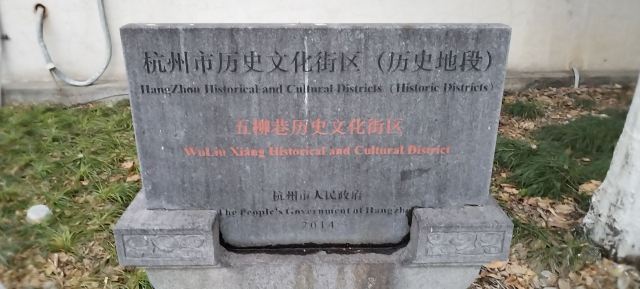 杭州市历史文化街区（历史地段）
HangZhou Historical and Cultural Districts（Historic Districts）
五柳巷历史文化街区
WuLiu Xiang Historical and Cultural District
杭州市人民政府
The People's Government of Hangzhou
2014